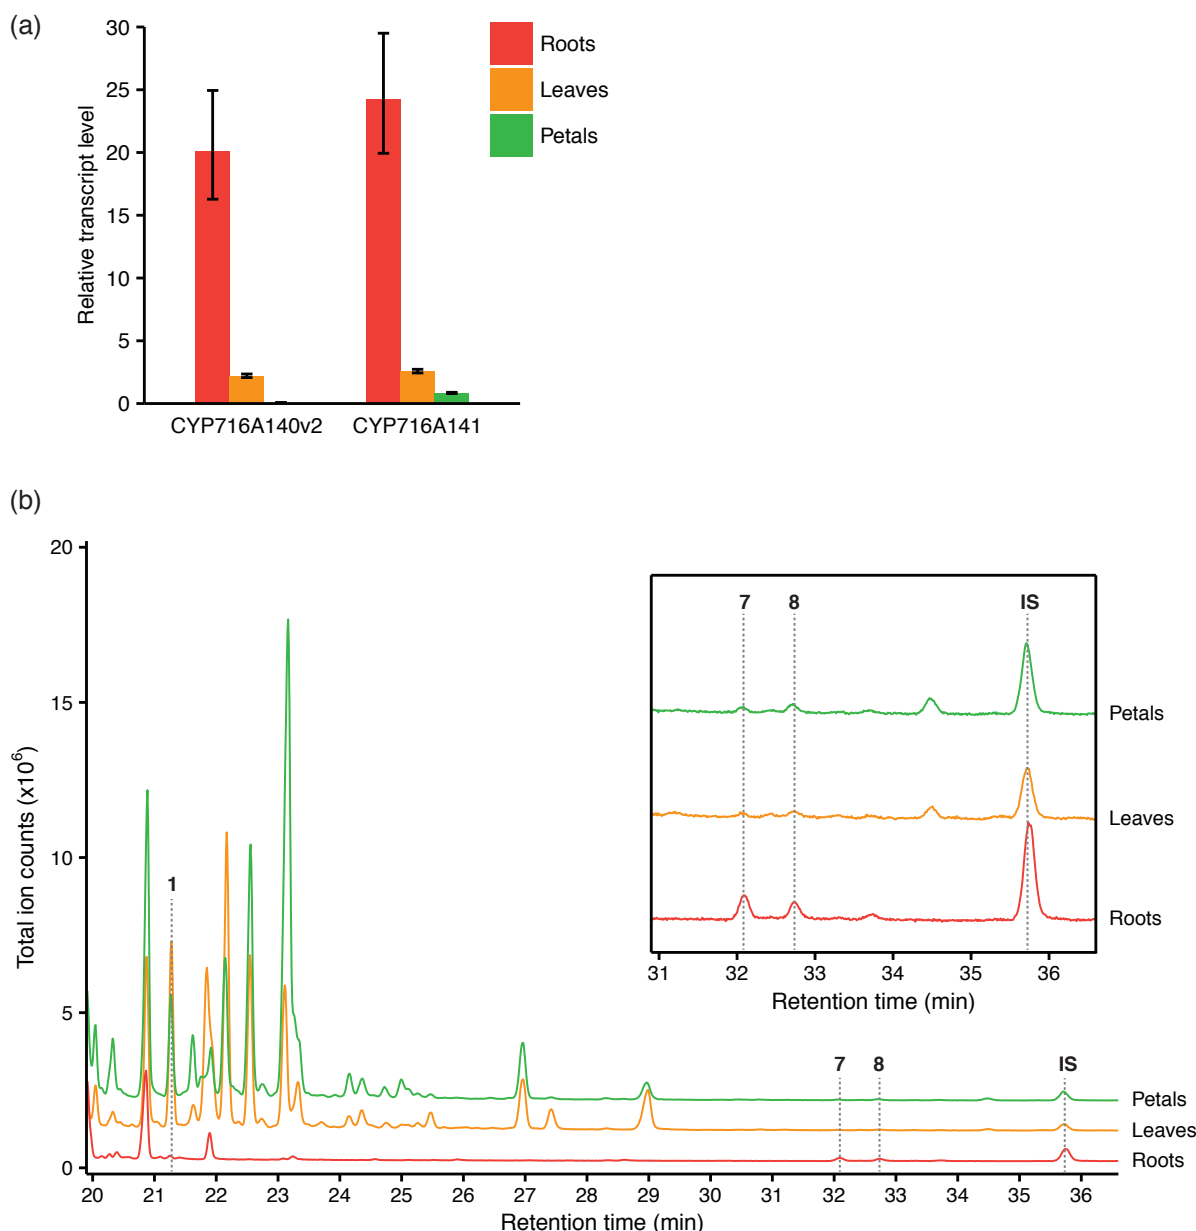 (a)
30
25
20
15
10
5
0
Relative transcript level
CYP716A140v2
CYP716A141
Roots
Leaves
Petals
(b)
20
15
10
5
0
Total ion counts (x10⁶)
1
7
8
IS
Petals
Leaves
Roots
20 21 22 23 24 25 26 27 28 29 30 31 32 33 34 35 36
Retention time (min)
7
8
IS
Petals
Leaves
Roots
31 32 33 34 35 36
Retention time (min)